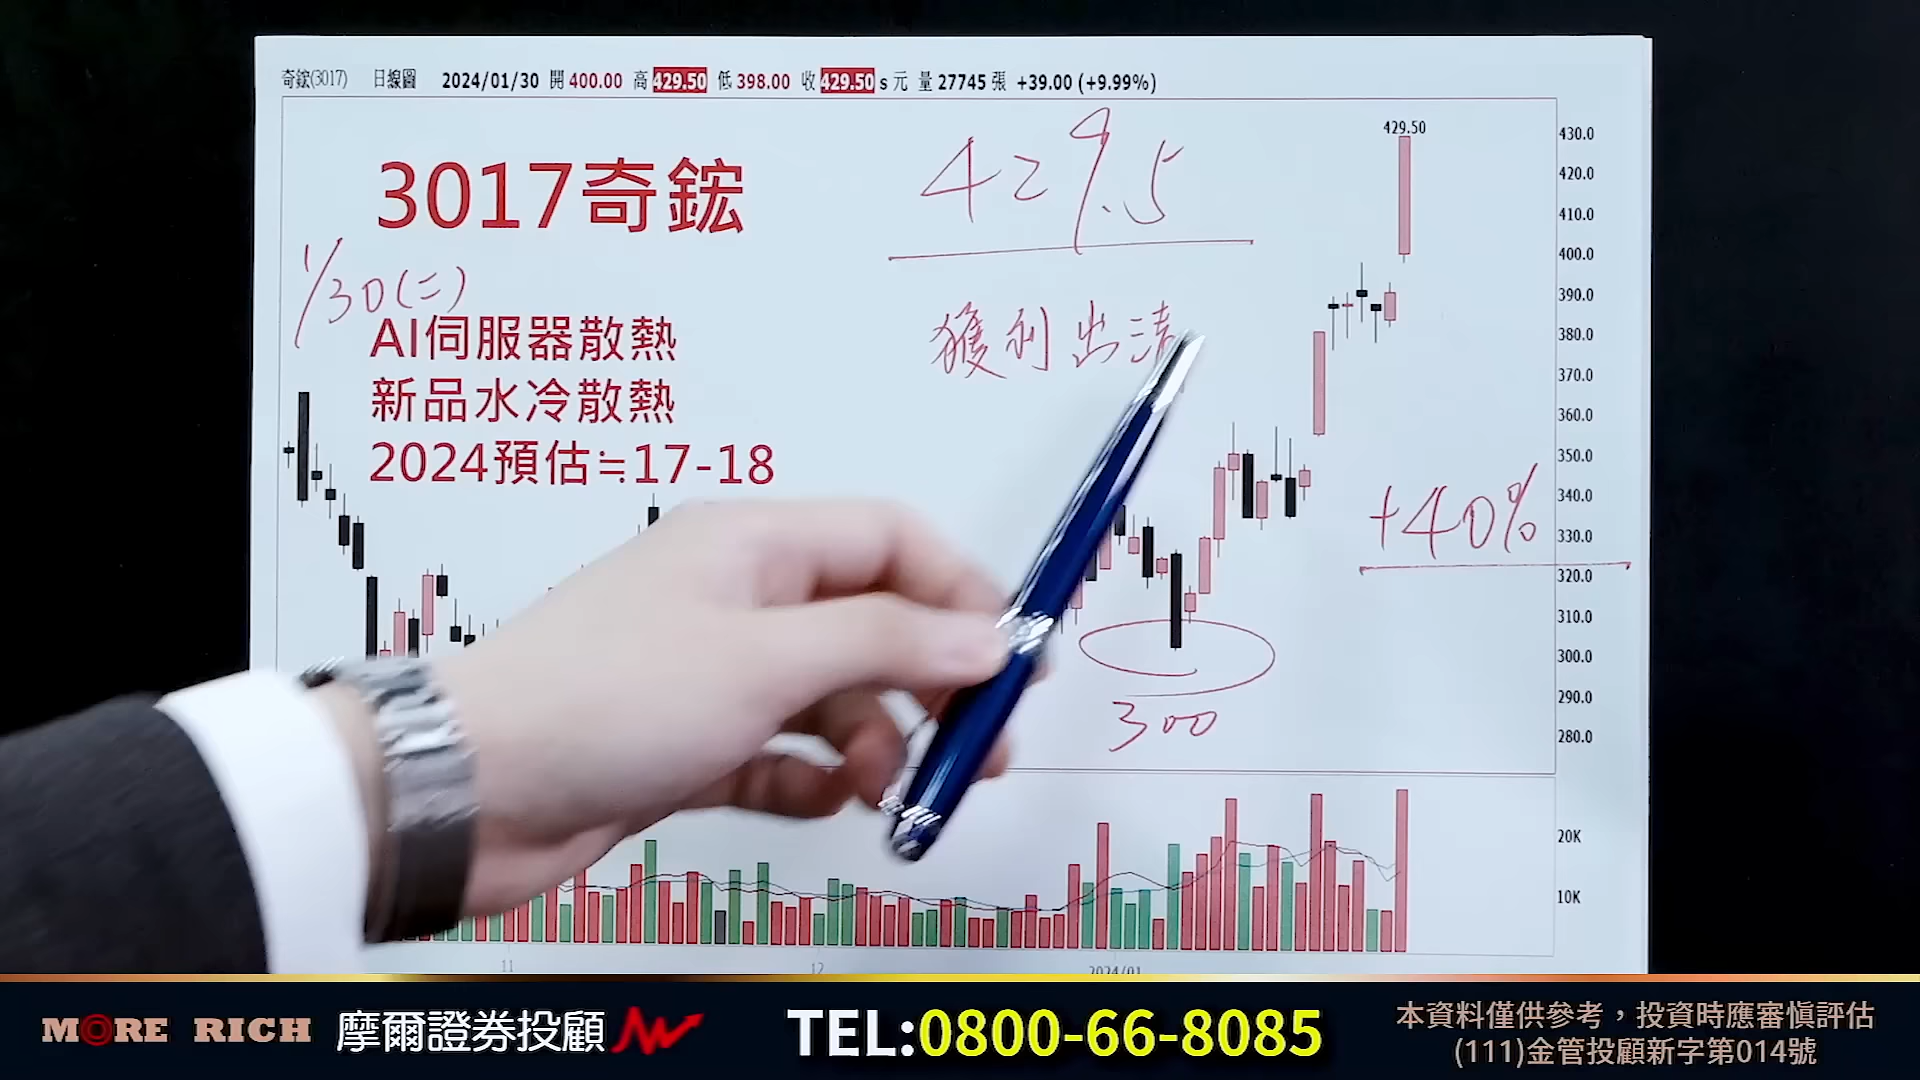 奇鋐(3017) 日線圖 2024/01/30 開 400.00 高 429.50 低 398.00 收 429.50 s 元 量 27745 張 +39.00 (+9.99%)
429.50
3017奇鋐
429.5
1/30(二)
AI伺服器散熱
新品水冷散熱
2024預估≒17-18
獲利出清
+40%
300
430.0
420.0
410.0
400.0
390.0
380.0
370.0
360.0
350.0
340.0
330.0
320.0
310.0
300.0
290.0
280.0
20K
10K
11
12
2024/01
MORE RICH 摩爾證券投顧
TEL:0800-66-8085
本資料僅供參考，投資時應審慎評估
(111)金管投顧新字第014號